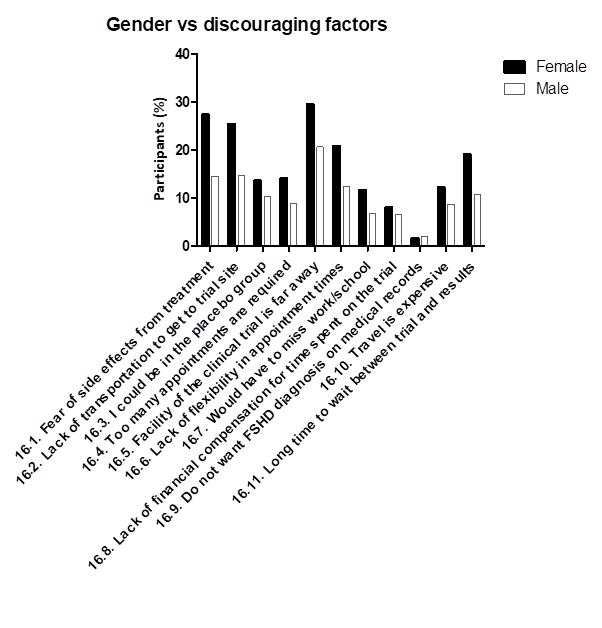 Gender vs discouraging factors
Female
Male
Participants (%)
40
30
20
10
0
16.1. Fear of side effects from treatment
16.2. Lack of transportation to get to trial site
16.3. I could be in the placebo group
16.4. Too many appointments are required
16.5. Facility of the clinical trial is far away
16.6. Lack of flexibility in appointment times
16.7. Would have to miss work/school
16.8. Lack of financial compensation for time spent on the trial
16.9. Do not want FSHD diagnosis on medical records
16.10. Travel is expensive
16.11. Long time to wait between trial and results